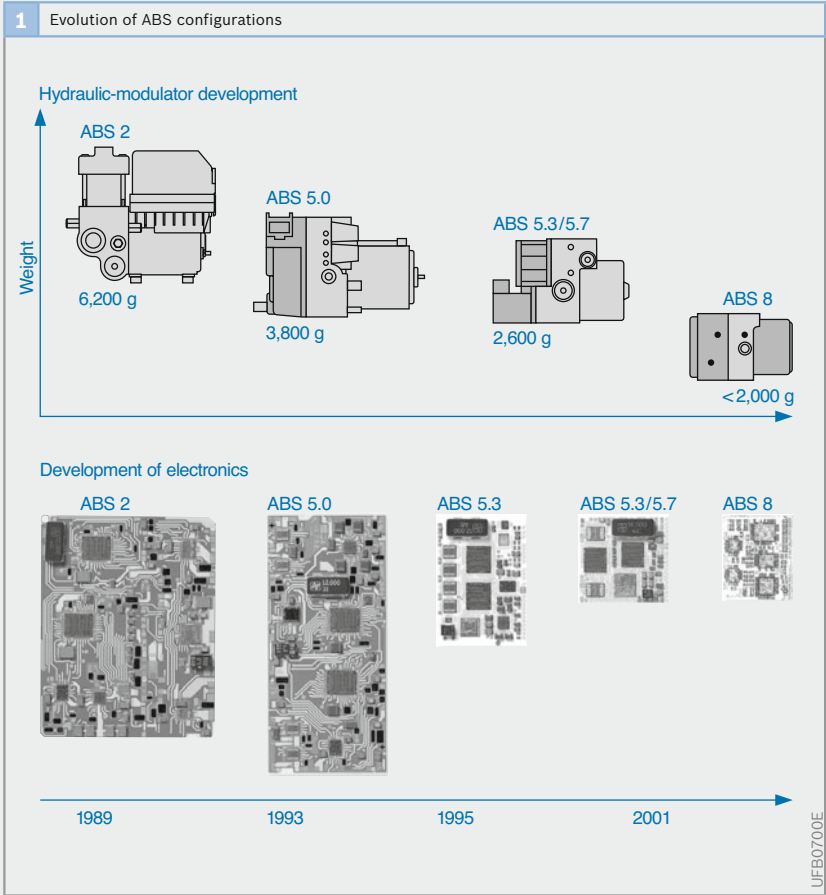 1 Evolution of ABS configurations
Hydraulic-modulator development
Weight
ABS 2
6,200 g
ABS 5.0
3,800 g
ABS 5.3/5.7
2,600 g
ABS 8
<2,000 g
Development of electronics
ABS 2
ABS 5.0
ABS 5.3
ABS 5.3/5.7
ABS 8
1989
1993
1995
2001
UFB0700E